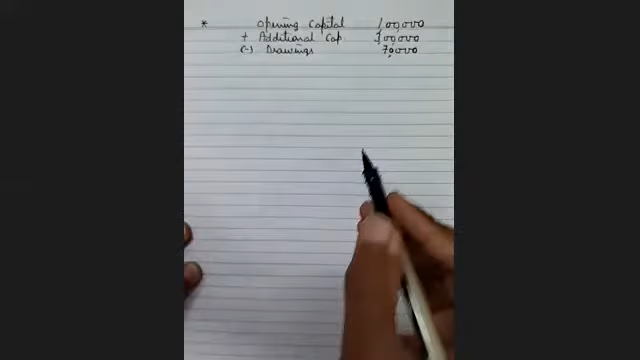 * Opening Capital 1,00,000
+ Additional Cap 1,00,000
(-) Drawings 70,000